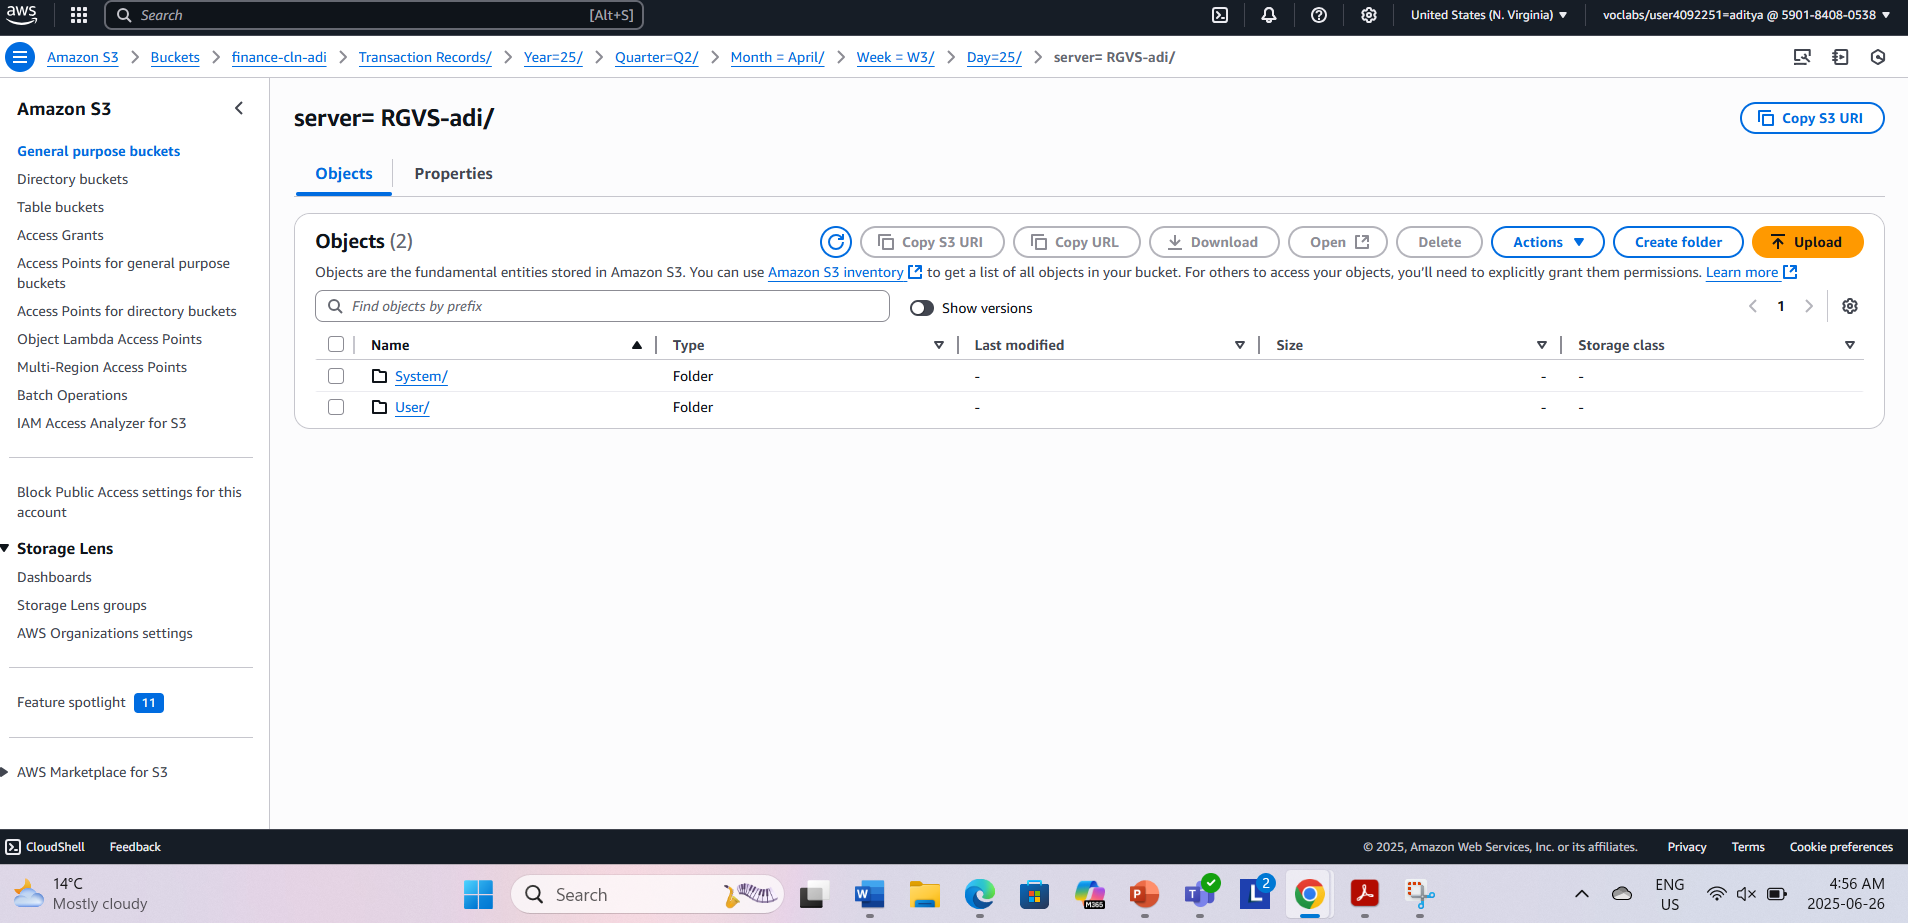 aws
Search [Alt+S]
United States (N. Virginia)
voclabs/user4092251=aditya @ 5901-8408-0538
Amazon S3 > Buckets > finance-cln-adi > Transaction Records/ > Year=25/ > Quarter=Q2/ > Month = April/ > Week = W3/ > Day=25/ > server= RGVS-adi/
Amazon S3
General purpose buckets
Directory buckets
Table buckets
Access Grants
Access Points for general purpose
buckets
Access Points for directory buckets
Object Lambda Access Points
Multi-Region Access Points
Batch Operations
IAM Access Analyzer for S3
Block Public Access settings for this
account
Storage Lens
Dashboards
Storage Lens groups
AWS Organizations settings
Feature spotlight 11
AWS Marketplace for S3
server= RGVS-adi/
Copy S3 URI
Objects
Properties
Objects (2)
Copy S3 URI
Copy URL
Download
Open
Delete
Actions
Create folder
Upload
Objects are the fundamental entities stored in Amazon S3. You can use Amazon S3 inventory to get a list of all objects in your bucket. For others to access your objects, you'll need to explicitly grant them permissions. Learn more
Find objects by prefix
Show versions
1
Name Type Last modified Size Storage class
System/ Folder - - -
User/ Folder - - -
CloudShell Feedback
© 2025, Amazon Web Services, Inc. or its affiliates. Privacy Terms Cookie preferences
14°C
Mostly cloudy
Search
W
M365
P
T
L 2
ENG
US
4:56 AM
2025-06-26